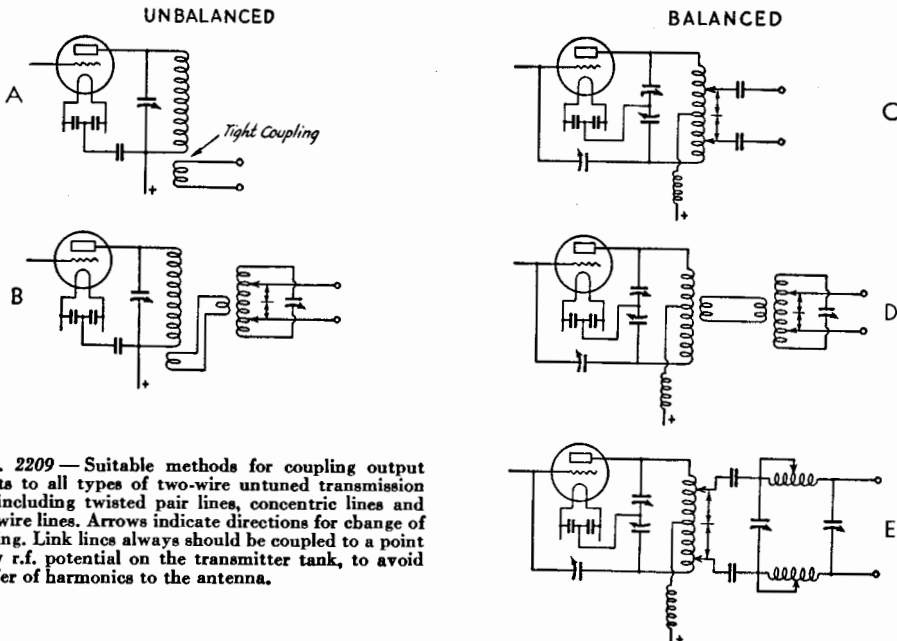 UNBALANCED
BALANCED
A
Tight Coupling
+
C
+
B
+
D
+
. 2209 — Suitable methods for coupling output
ts to all types of two-wire untuned transmission
including twisted pair lines, concentric lines and
wire lines. Arrows indicate directions for change of
ng. Link lines always should be coupled to a point
r.f. potential on the transmitter tank, to avoid
er of harmonics to the antenna.
E
+